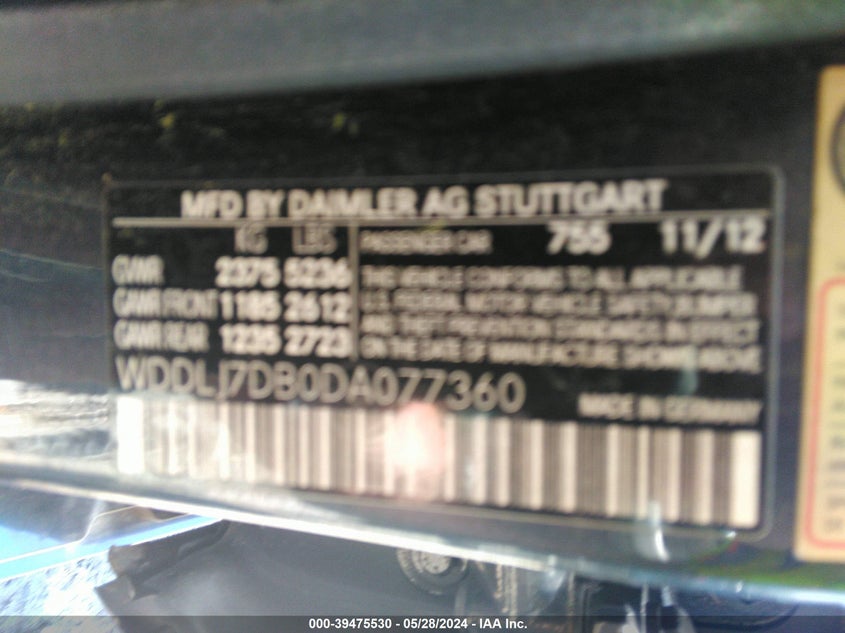 MFD BY DAIMLER AG STUTTGART
KG LBS
GVWR 2375 5236
GAWR FRONT 1185 2612
GAWR REAR 1235 2723
PASSENGER CAR 755 11/12
THE VEHICLE CONFORMS TO ALL APPLICABLE
U.S. FEDERAL MOTOR VEHICLE SAFETY BUMPER
AND THEFT PREVENTION STANDARDS IN EFFECT
ON THE DATE OF MANUFACTURE SHOWN ABOVE
WDDLJ7DB0DA077360
MADE IN GERMANY
000-39475530 - 05/28/2024 - IAA Inc.